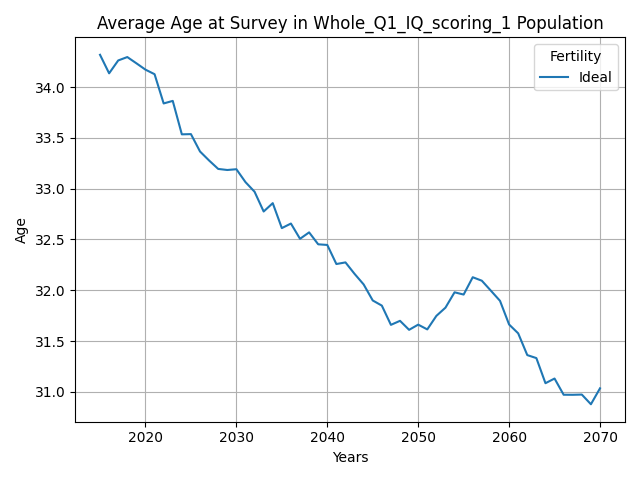 Average Age at Survey in Whole_Q1_IQ_scoring_1 Population
Fertility
Ideal
34.0
33.5
33.0
32.5
32.0
31.5
31.0
Age
2020 2030 2040 2050 2060 2070
Years